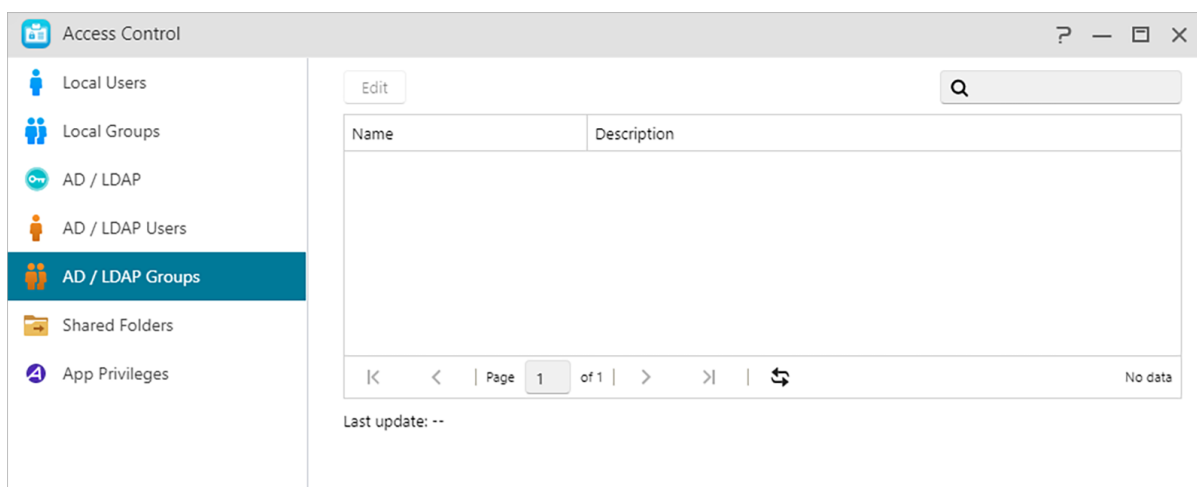 Access Control
Local Users
Local Groups
AD / LDAP
AD / LDAP Users
AD / LDAP Groups
Shared Folders
App Privileges
Edit
Name Description
Page 1 of 1 No data
Last update: --